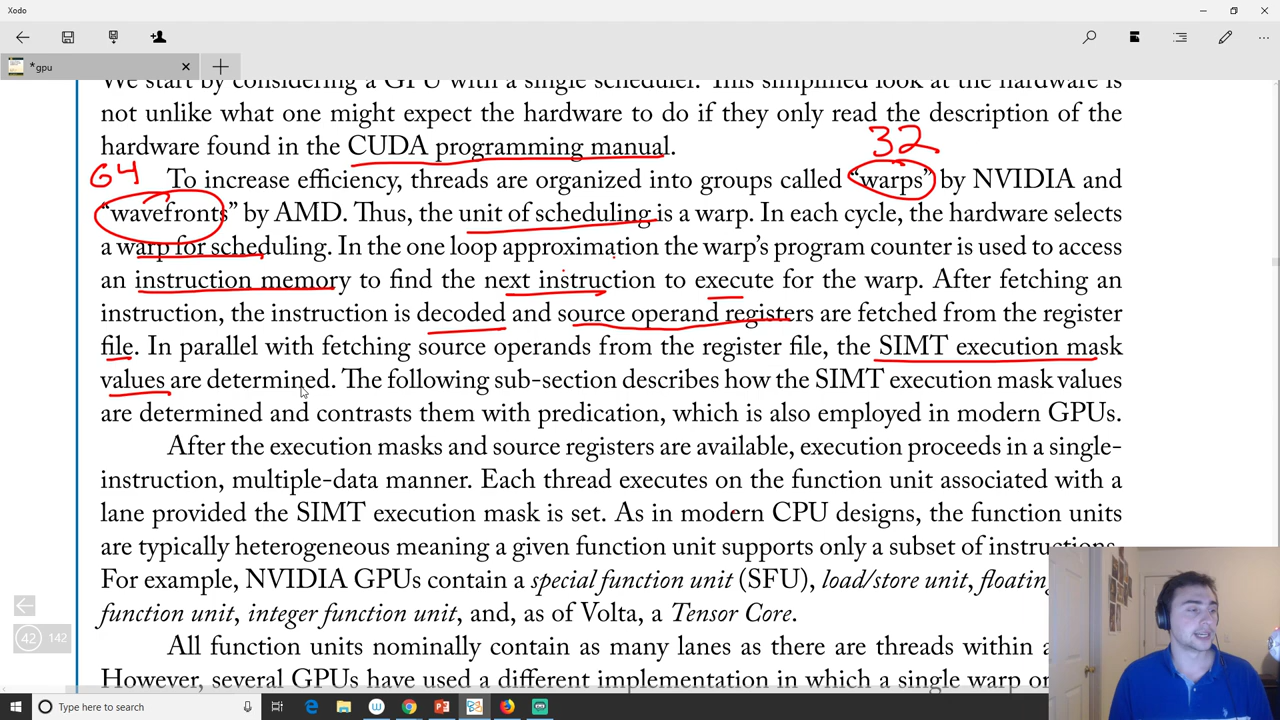 Xodo
*gpu
We start by considering a GPU with a single scheduler. This simplified look at the hardware is
not unlike what one might expect the hardware to do if they only read the description of the
hardware found in the CUDA programming manual.
32
64
To increase efficiency, threads are organized into groups called “warps” by NVIDIA and
“wavefronts” by AMD. Thus, the unit of scheduling is a warp. In each cycle, the hardware selects
a warp for scheduling. In the one loop approximation the warp’s program counter is used to access
an instruction memory to find the next instruction to execute for the warp. After fetching an
instruction, the instruction is decoded and source operand registers are fetched from the register
file. In parallel with fetching source operands from the register file, the SIMT execution mask
values are determined. The following sub-section describes how the SIMT execution mask values
are determined and contrasts them with predication, which is also employed in modern GPUs.
After the execution masks and source registers are available, execution proceeds in a single-
instruction, multiple-data manner. Each thread executes on the function unit associated with a
lane provided the SIMT execution mask is set. As in modern CPU designs, the function units
are typically heterogeneous meaning a given function unit supports only a subset of instructions.
For example, NVIDIA GPUs contain a special function unit (SFU), load/store unit, floating
function unit, integer function unit, and, as of Volta, a Tensor Core.
All function units nominally contain as many lanes as there are threads within a
However, several GPUs have used a different implementation in which a single warp or
42 142
Type here to search